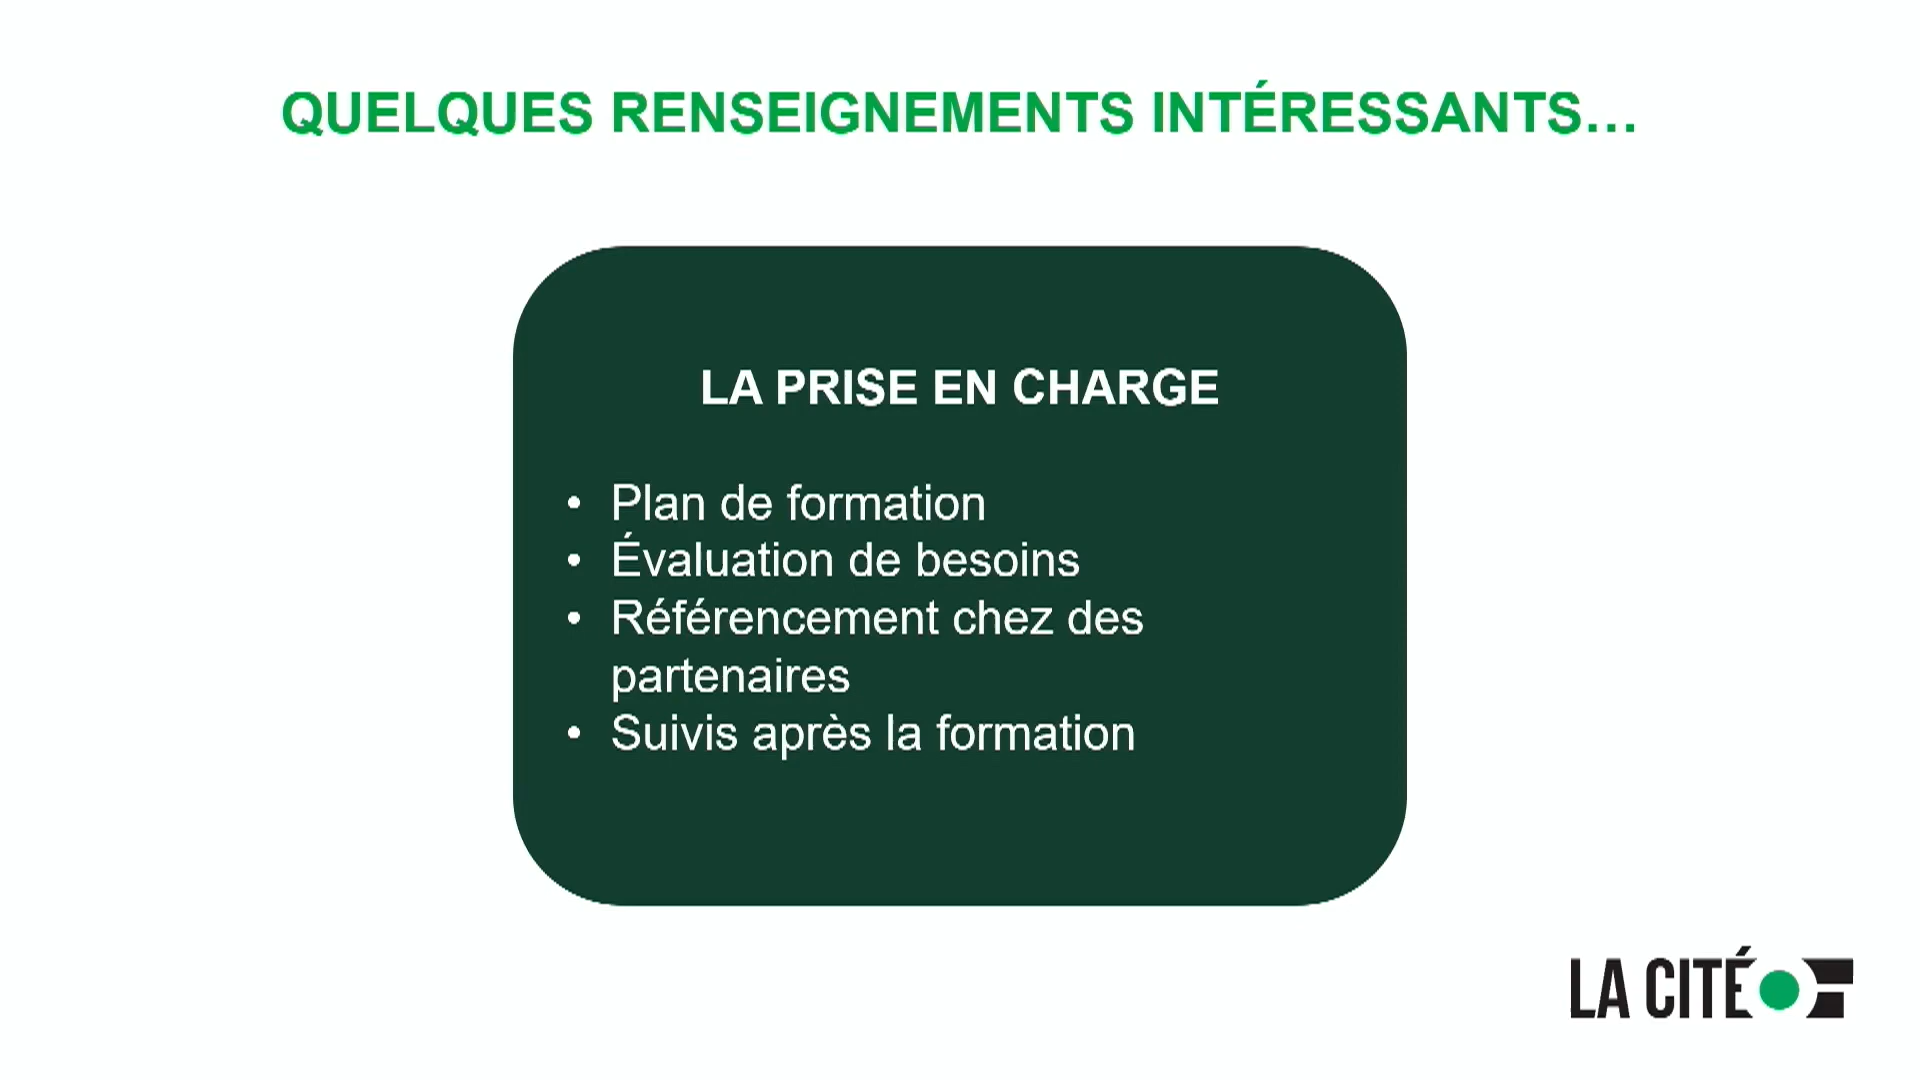 QUELQUES RENSEIGNEMENTS INTÉRESSANTS…
LA PRISE EN CHARGE
• Plan de formation
• Évaluation de besoins
• Référencement chez des
partenaires
• Suivis après la formation
LA CITÉ